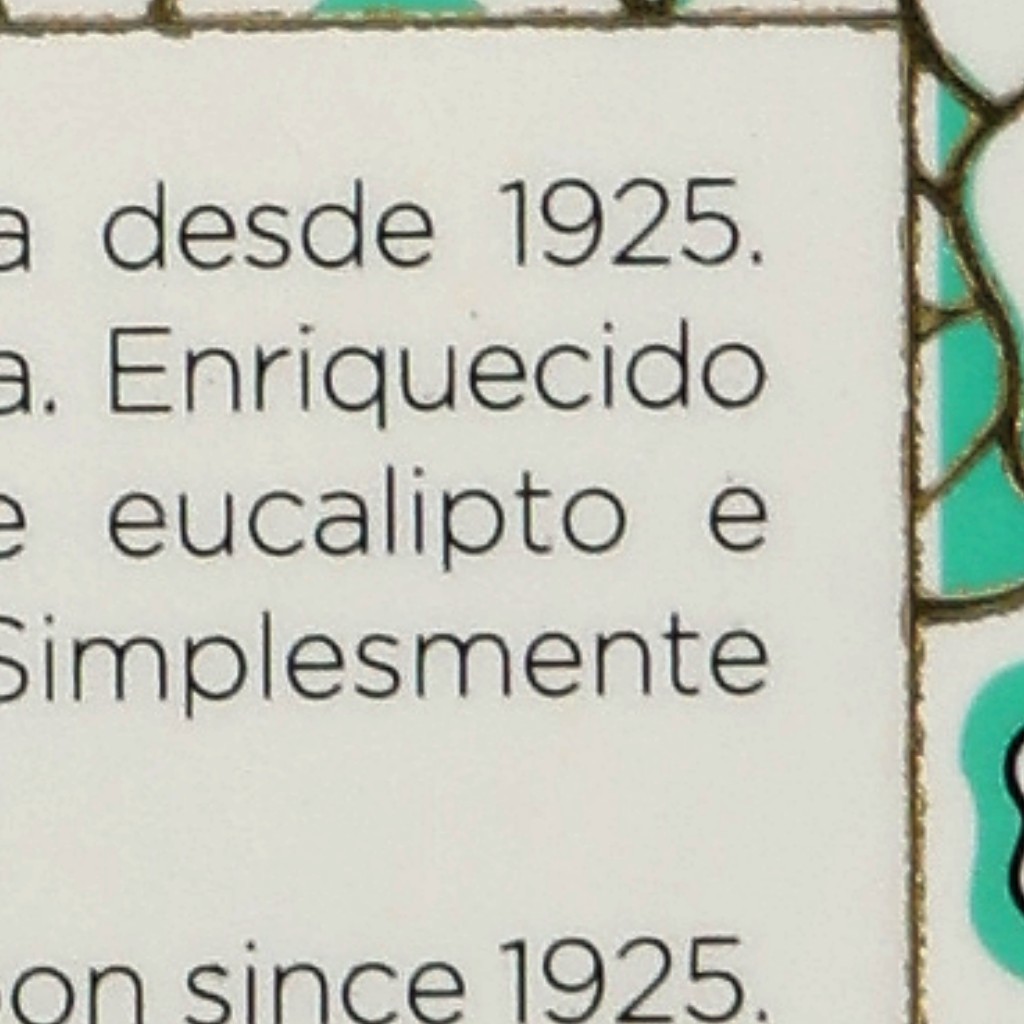 a desde 1925.
a. Enriquecido
e eucalipto e
Simplesmente
on since 1925.